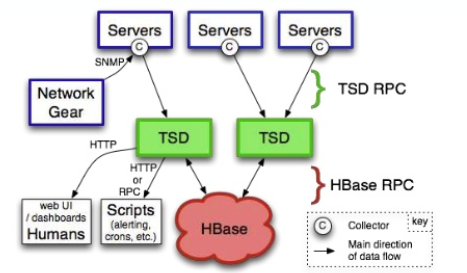 Servers
Servers
Servers
C
C
C
SNMP
Network
Gear
TSD RPC
TSD
TSD
HTTP
HTTP
or
RPC
web UI
/ dashboards
Humans
Scripts
(alerting,
crons, etc.)
HBase
HBase RPC
key
C Collector
Main direction
of data flow